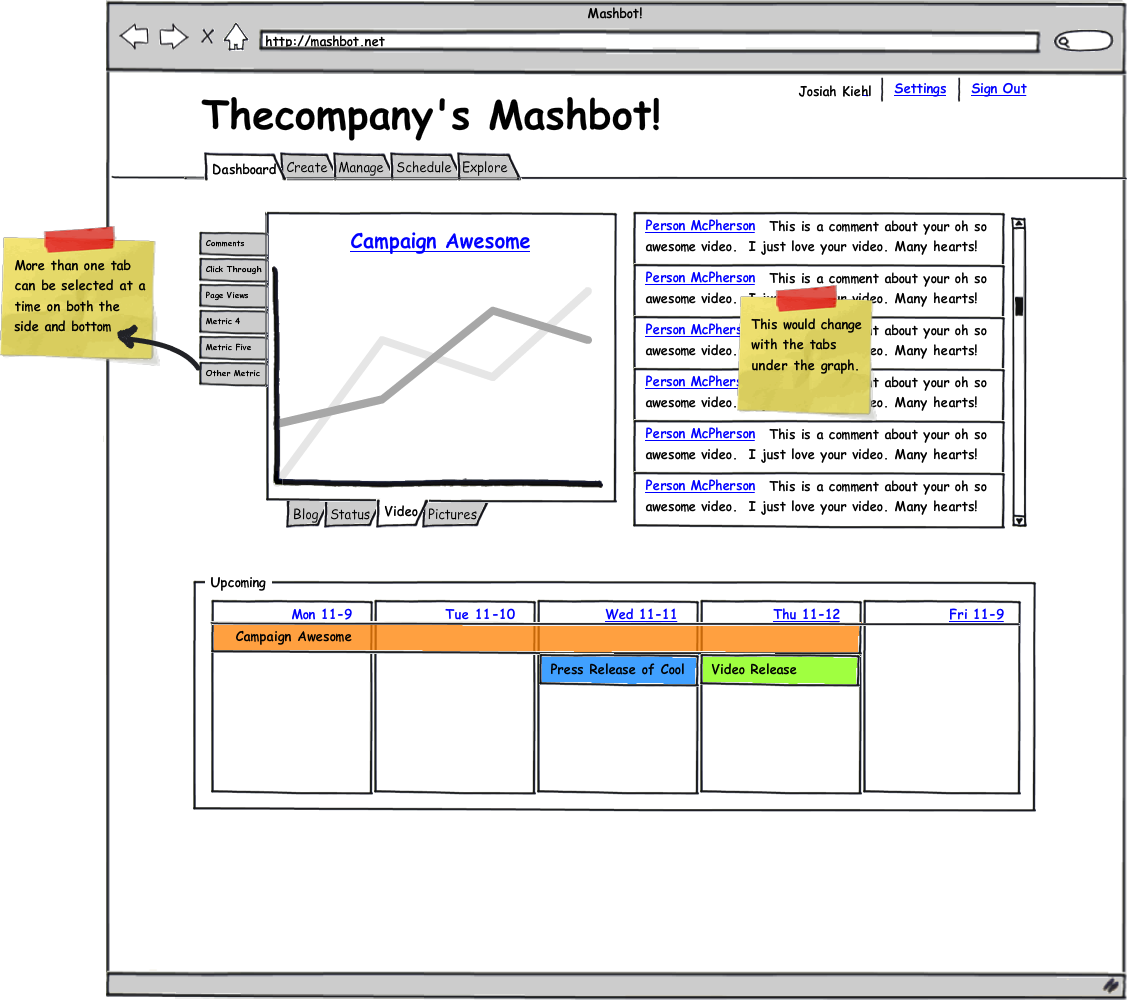 Mashbot!
http://mashbot.net
Josiah Kiehl
Settings
Sign Out
Thecompany's Mashbot!
Dashboard
Create
Manage
Schedule
Explore
More than one tab
can be selected at a
time on both the
side and bottom
Comments
Click Through
Page Views
Metric 4
Metric Five
Other Metric
Campaign Awesome
Blog
Status
Video
Pictures
Person McPherson This is a comment about your oh so
awesome video. I just love your video. Many hearts!
Person McPherson This is a comment about your oh so
awesome video. I your video. Many hearts!
Person McPhers about your oh so
awesome video. Many hearts!
Person McPhers about your oh so
awesome video. Many hearts!
Person McPherson This is a comment about your oh so
awesome video. I just love your video. Many hearts!
Person McPherson This is a comment about your oh so
awesome video. I just love your video. Many hearts!
This would change
with the tabs
under the graph.
Upcoming
Mon 11-9
Tue 11-10
Wed 11-11
Thu 11-12
Fri 11-9
Campaign Awesome
Press Release of Cool
Video Release